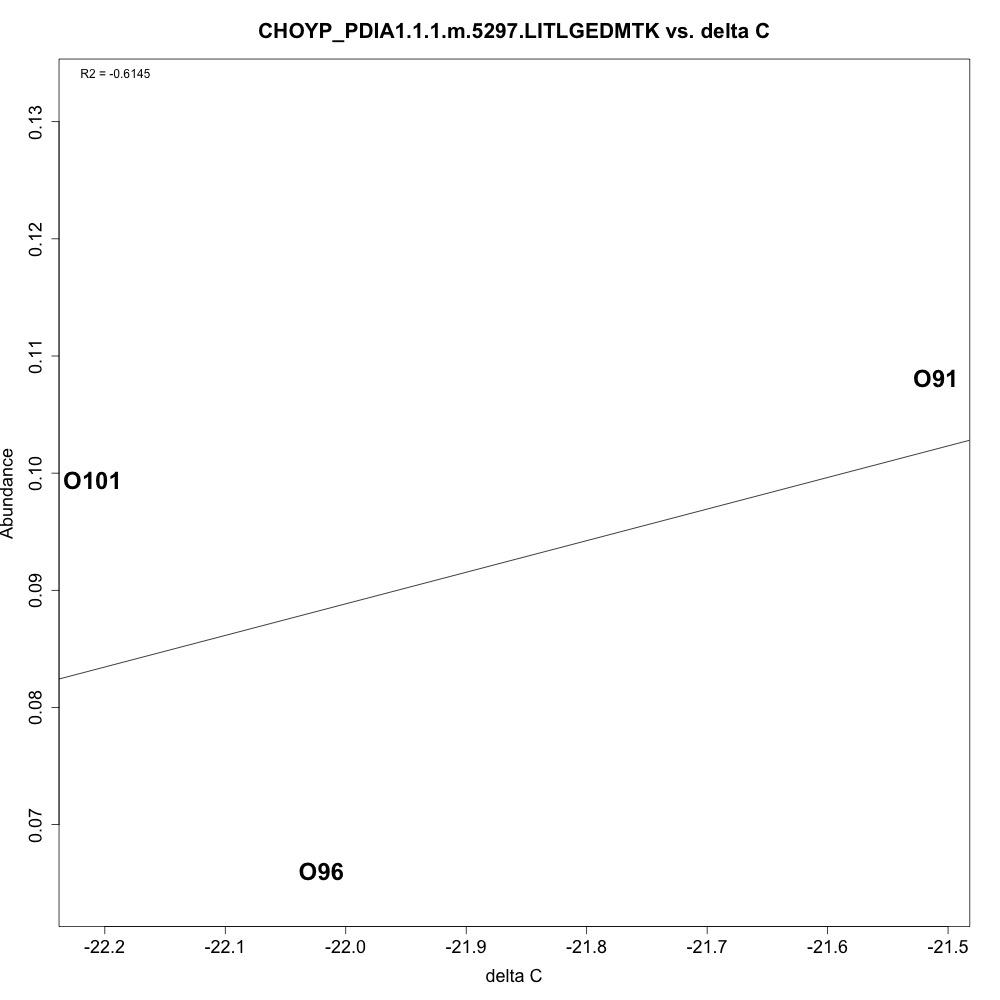 CHOYP_PDIA1.1.1.m.5297.LITLGEDMTK vs. delta C
R2 = -0.6145
0.13
0.12
0.11
0.10
0.09
0.08
0.07
Abundance
O91
O101
O96
-22.2 -22.1 -22.0 -21.9 -21.8 -21.7 -21.6 -21.5
delta C